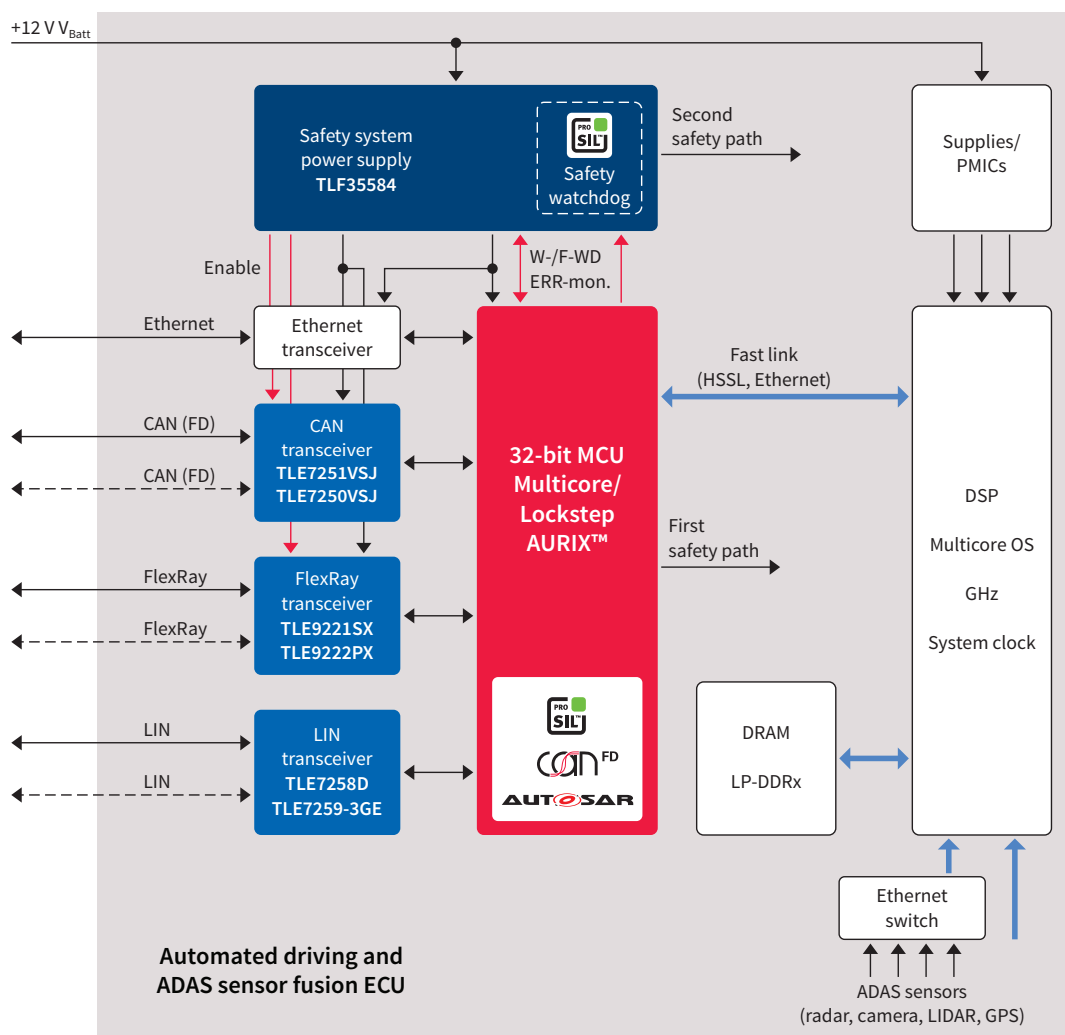 +12 V VBatt
Safety system
power supply
TLF35584
PRO
SIL™
Safety
watchdog
Second
safety path
Supplies/
PMICs
Enable
W-/F-WD
ERR-mon.
Ethernet
Ethernet
transceiver
Fast link
(HSSL, Ethernet)
CAN (FD)
CAN (FD)
CAN
transceiver
TLE7251VSJ
TLE7250VSJ
32-bit MCU
Multicore/
Lockstep
AURIX™
First
safety path
DSP
Multicore OS
GHz
System clock
FlexRay
FlexRay
FlexRay
transceiver
TLE9221SX
TLE9222PX
LIN
LIN
LIN
transceiver
TLE7258D
TLE7259-3GE
PRO
SIL™
CAN FD
AUTOSAR
DRAM
LP-DDRx
Ethernet
switch
Automated driving and
ADAS sensor fusion ECU
ADAS sensors
(radar, camera, LIDAR, GPS)